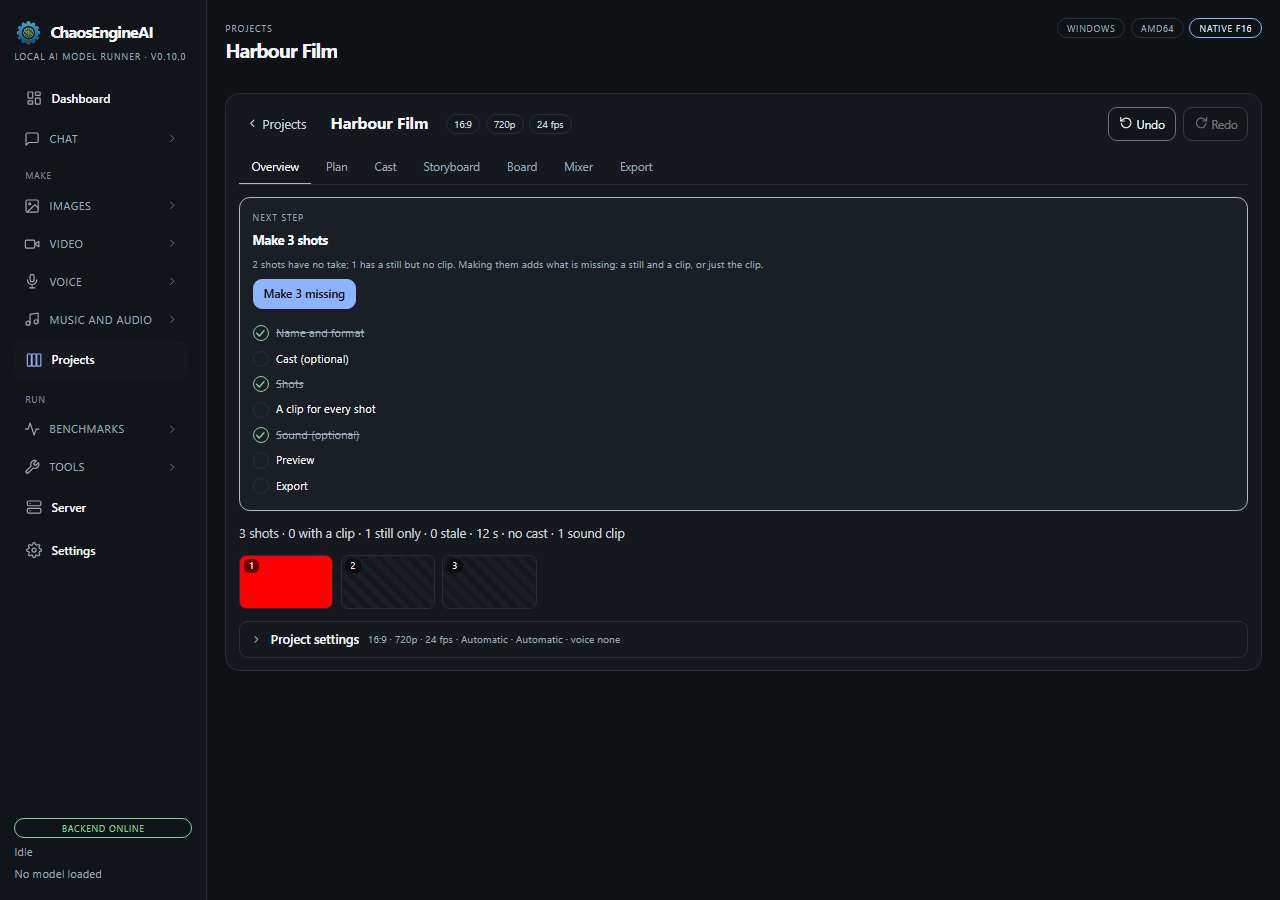 ChaosEngineAI
LOCAL AI MODEL RUNNER · V0.10.0
Dashboard
CHAT
MAKE
IMAGES
VIDEO
VOICE
MUSIC AND AUDIO
Projects
RUN
BENCHMARKS
TOOLS
Server
Settings
BACKEND ONLINE
Idle
No model loaded
PROJECTS
Harbour Film
WINDOWS
AMD64
NATIVE F16
Projects
Harbour Film
16:9
720p
24 fps
Undo
Redo
Overview
Plan
Cast
Storyboard
Board
Mixer
Export
NEXT STEP
Make 3 shots
2 shots have no take; 1 has a still but no clip. Making them adds what is missing: a still and a clip, or just the clip.
Make 3 missing
Name and format
Cast (optional)
Shots
A clip for every shot
Sound (optional)
Preview
Export
3 shots · 0 with a clip · 1 still only · 0 stale · 12 s · no cast · 1 sound clip
1
2
3
Project settings 16:9 · 720p · 24 fps · Automatic · Automatic · voice none